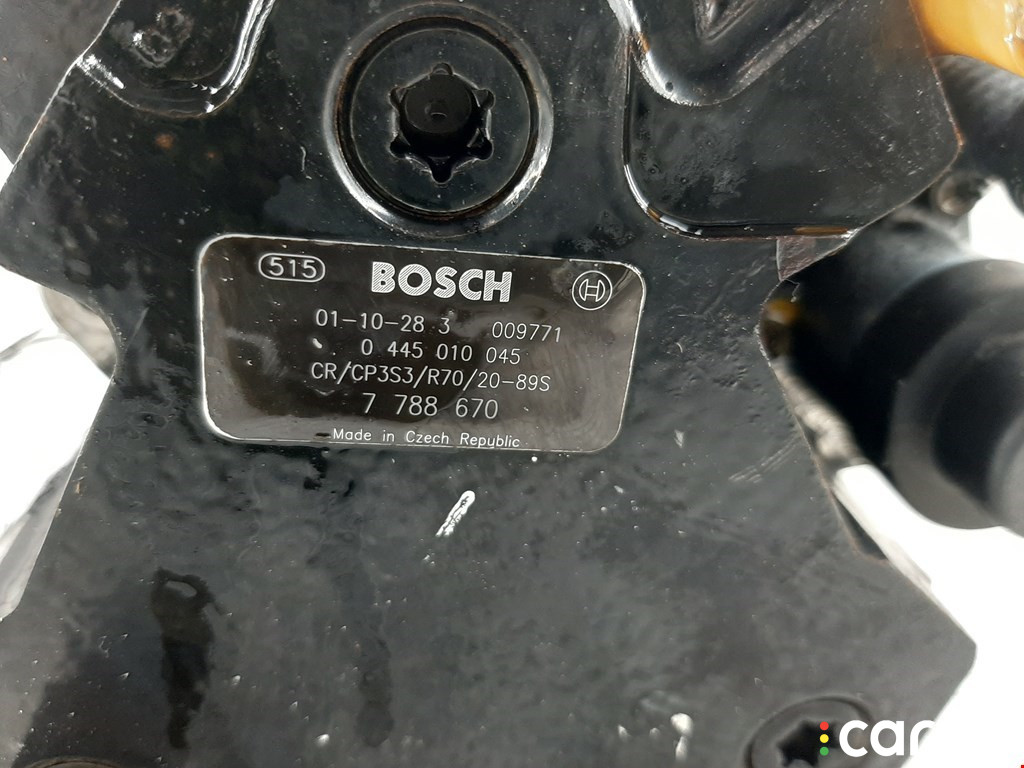 515 BOSCH H
01-10-28 3 009771
0 445 010 045
CR/CP3S3/R70/20-89S
7 788 670
Made in Czech Republic
car